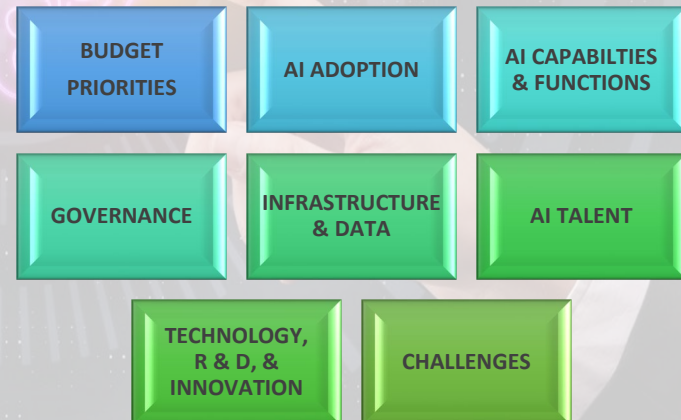 BUDGET
PRIORITIES
AI ADOPTION
AI CAPABILTIES
& FUNCTIONS
GOVERNANCE
INFRASTRUCTURE
& DATA
AI TALENT
TECHNOLOGY,
R & D, &
INNOVATION
CHALLENGES